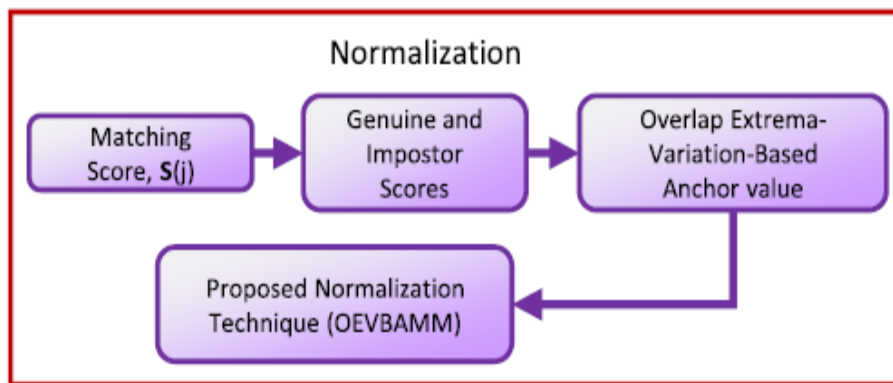 Normalization
Matching
Score, S(j)
Genuine and
Impostor
Scores
Overlap Extrema-
Variation-Based
Anchor value
Proposed Normalization
Technique (OEVBAMM)